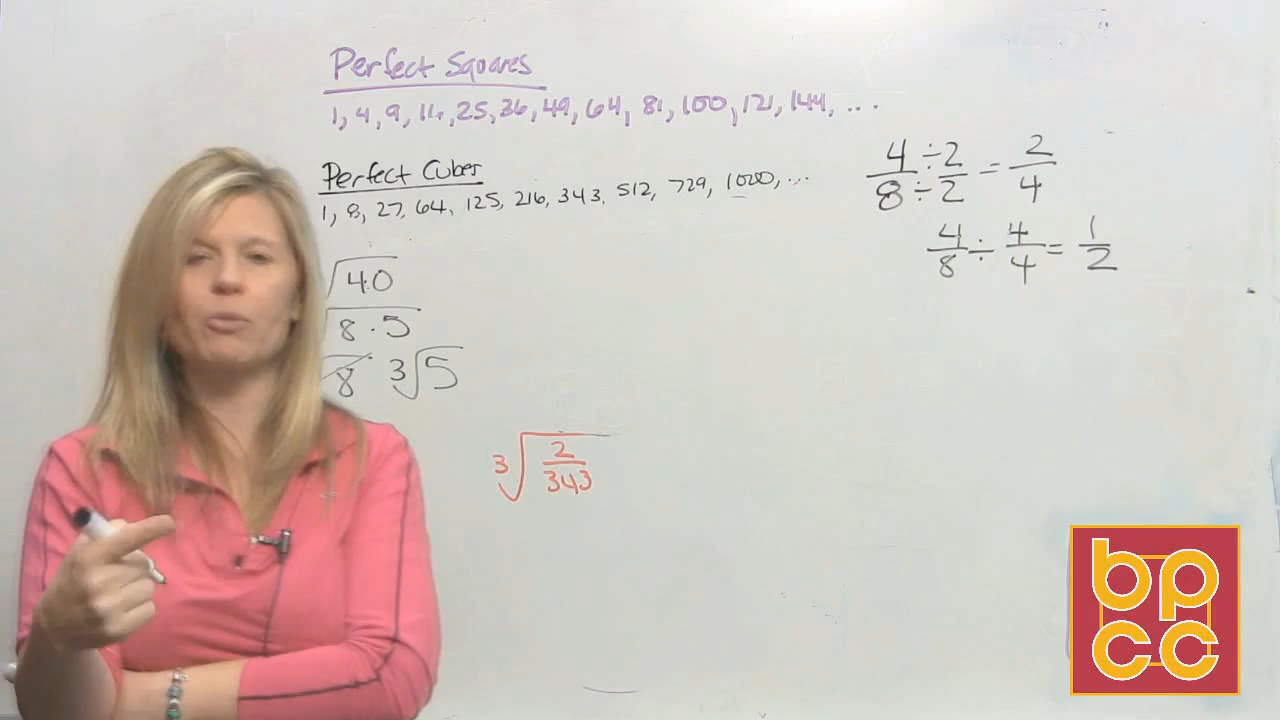 Perfect Squares
1, 4, 9, 16, 25, 36, 49, 64, 81, 100, 121, 144, ...
Perfect Cubes
1, 8, 27, 64, 125, 216, 343, 512, 729, 1000, ...
√40
√8·5
√8 ³√5
³√(2/343)
4÷2/8÷2 = 2/4
4/8 ÷ 4/4 = 1/2
bp
cc